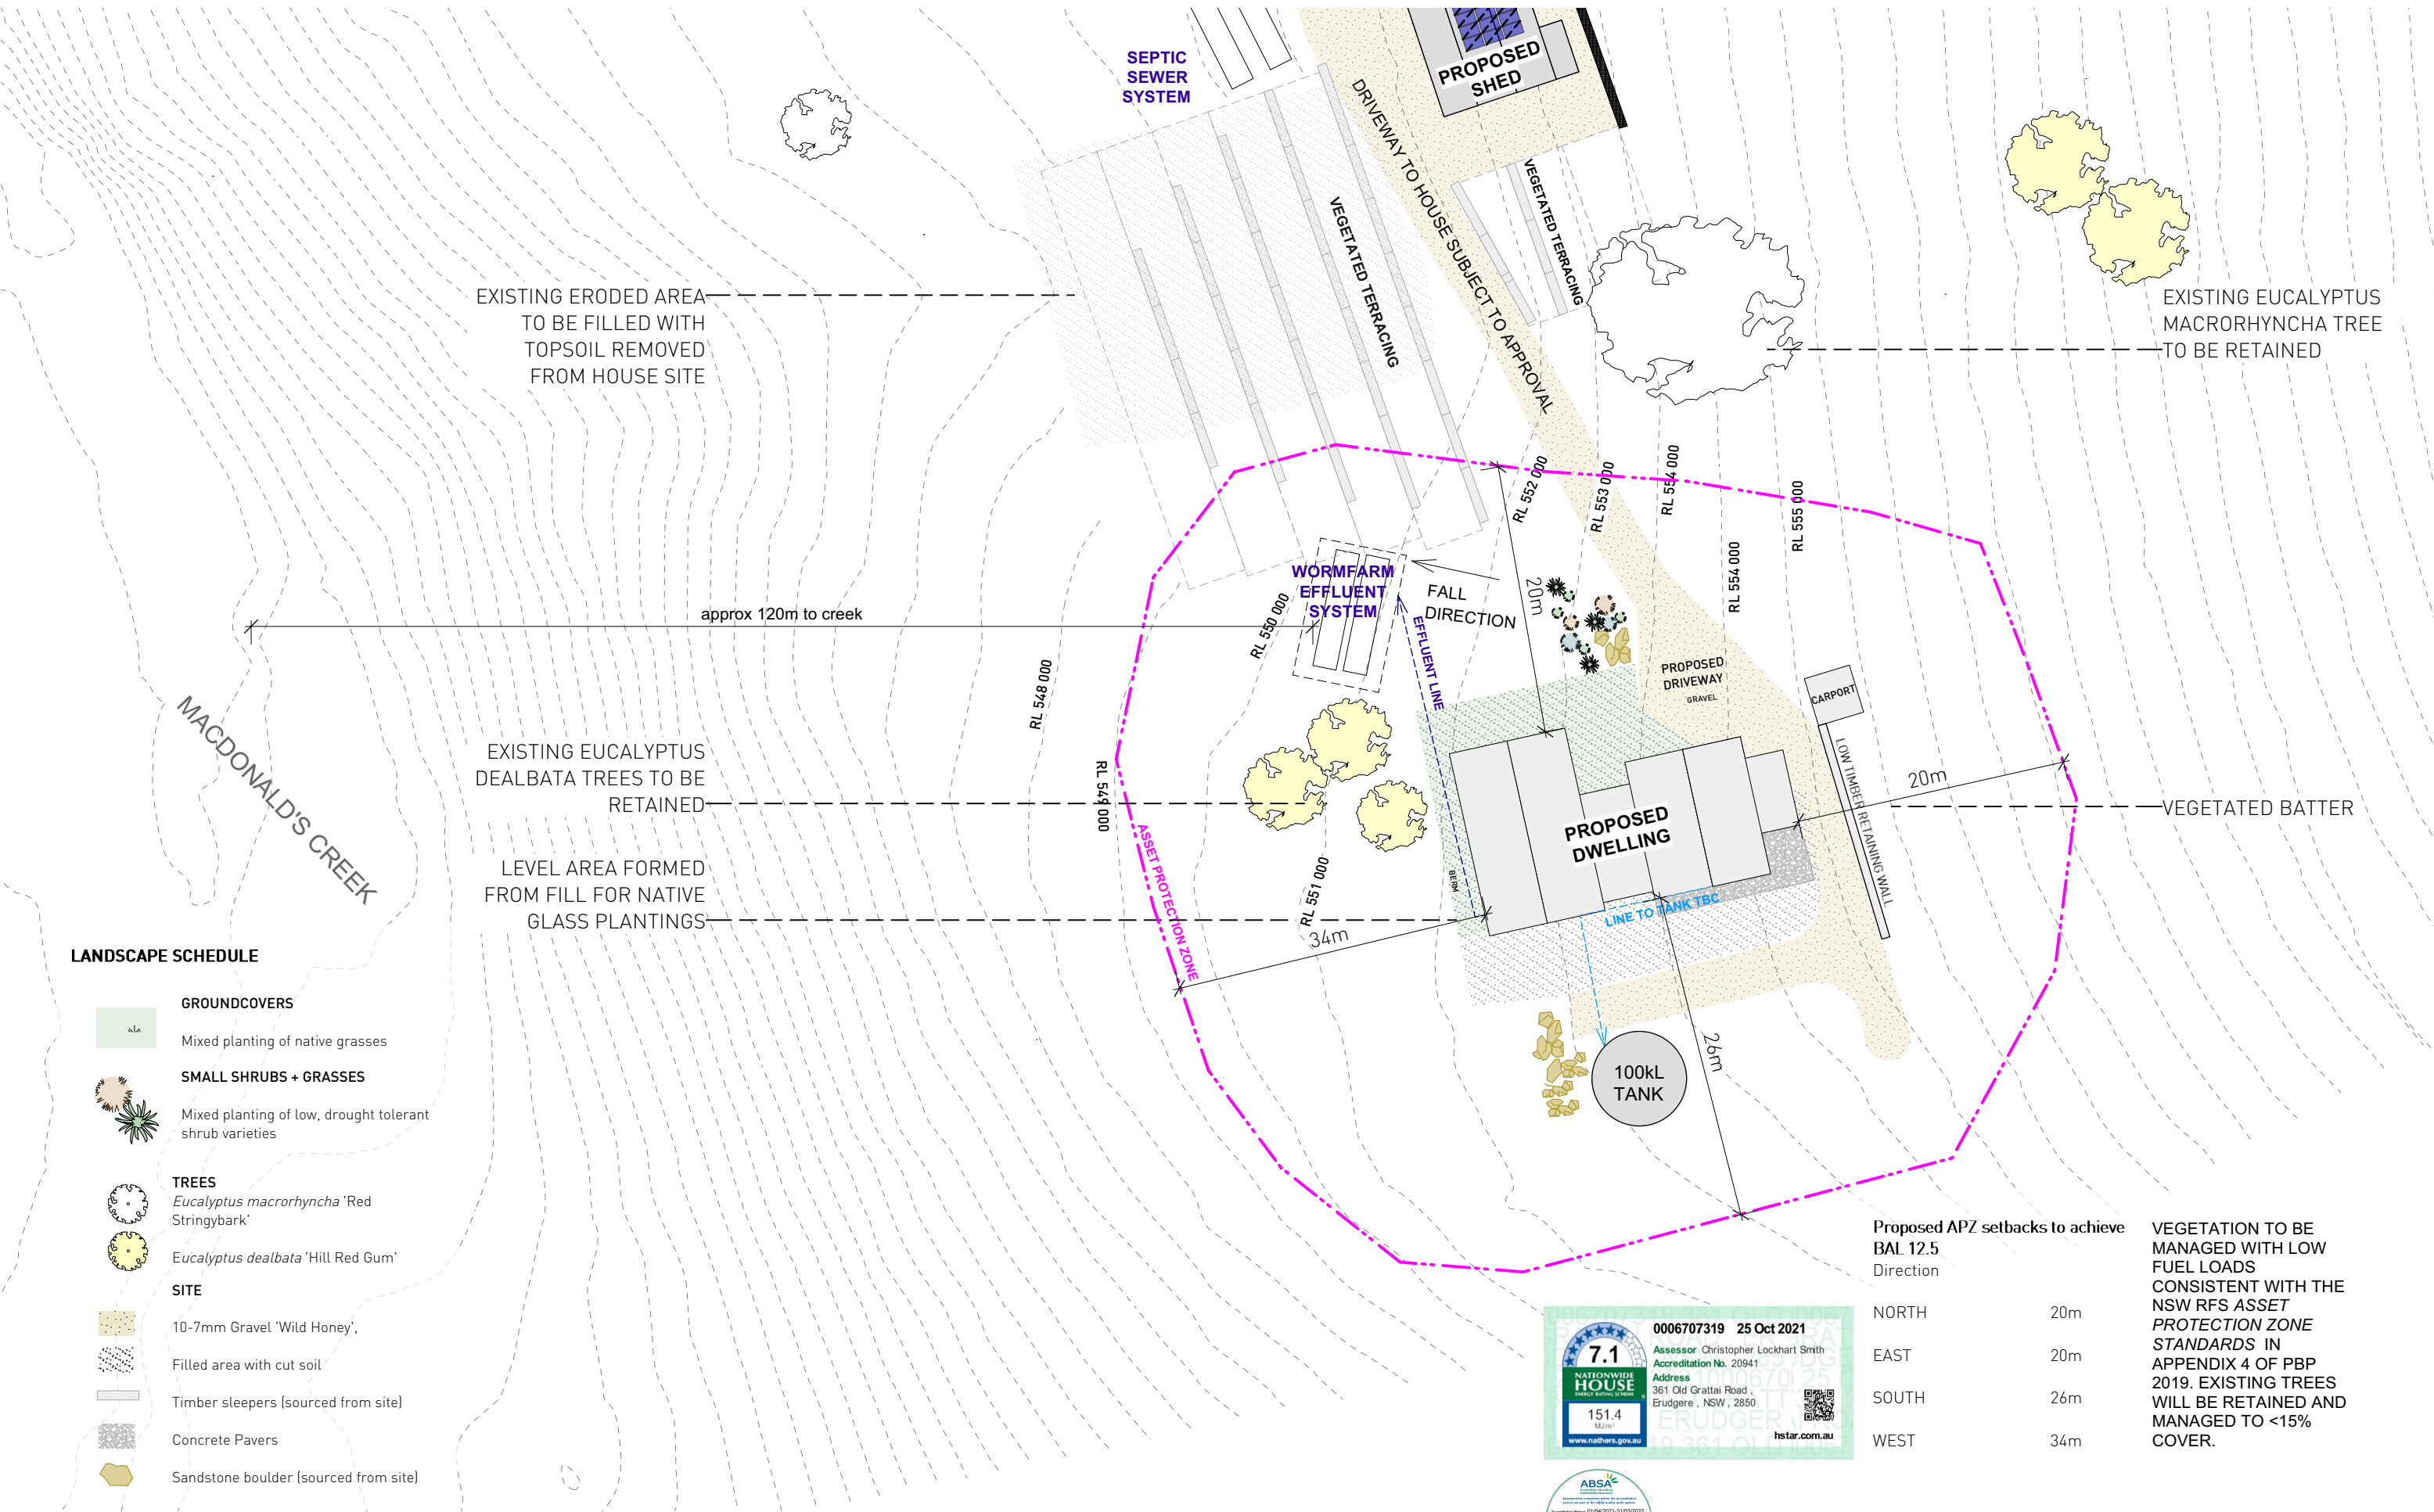 SEPTIC
SEWER
SYSTEM
PROPOSED
SHED
DRIVEWAY TO HOUSE SUBJECT TO APPROVAL
VEGETATED TERRACING
VEGETATED TERRACING
EXISTING ERODED AREA
TO BE FILLED WITH
TOPSOIL REMOVED
FROM HOUSE SITE
EXISTING EUCALYPTUS
MACRORHYNCHA TREE
TO BE RETAINED
RL 552 000
RL 553 000
RL 554 000
RL 555 000
RL 554 000
WORMFARM
EFFLUENT
SYSTEM
FALL
DIRECTION
20m
approx 120m to creek
RL 550 000
RL 548 000
EFFLUENT LINE
PROPOSED
DRIVEWAY
GRAVEL
CARPORT
MACDONALD'S CREEK
EXISTING EUCALYPTUS
DEALBATA TREES TO BE
RETAINED
RL 549 000
LOW TIMBER RETAINING WALL
20m
VEGETATED BATTER
PROPOSED
DWELLING
ASSET PROTECTION ZONE
BERM
RL 551 000
LEVEL AREA FORMED
FROM FILL FOR NATIVE
GLASS PLANTINGS
LINE TO TANK TBC
34m
26m
100kL
TANK
LANDSCAPE SCHEDULE
GROUNDCOVERS
Mixed planting of native grasses
SMALL SHRUBS + GRASSES
Mixed planting of low, drought tolerant
shrub varieties
TREES
Eucalyptus macrorhyncha 'Red
Stringybark'
Eucalyptus dealbata 'Hill Red Gum'
SITE
10-7mm Gravel 'Wild Honey',
Filled area with cut soil
Timber sleepers (sourced from site)
Concrete Pavers
Sandstone boulder (sourced from site)
Proposed APZ setbacks to achieve
BAL 12.5
Direction
NORTH 20m
EAST 20m
SOUTH 26m
WEST 34m
VEGETATION TO BE
MANAGED WITH LOW
FUEL LOADS
CONSISTENT WITH THE
NSW RFS ASSET
PROTECTION ZONE
STANDARDS IN
APPENDIX 4 OF PBP
2019. EXISTING TREES
WILL BE RETAINED AND
MANAGED TO <15%
COVER.
7.1
NATIONWIDE
HOUSE
ENERGY RATING SCHEME
151.4
MJ/m²
www.nathers.gov.au
0006707319 25 Oct 2021
Assessor Christopher Lockhart Smith
Accreditation No. 20941
Address
361 Old Grattai Road ,
Erudgere , NSW , 2850
hstar.com.au
ABSA